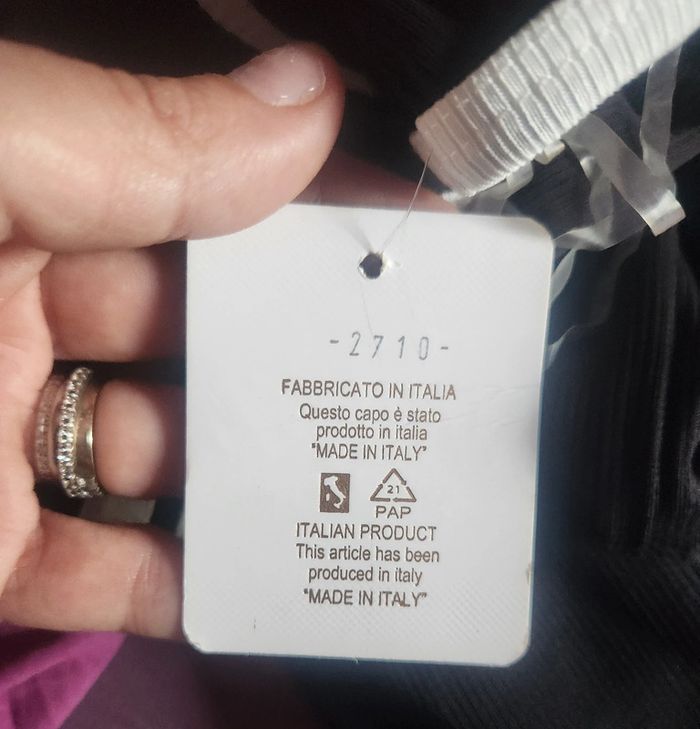 -2710-
FABBRICATO IN ITALIA
Questo capo è stato
prodotto in italia
"MADE IN ITALY"
21
PAP
ITALIAN PRODUCT
This article has been
produced in italy
"MADE IN ITALY"